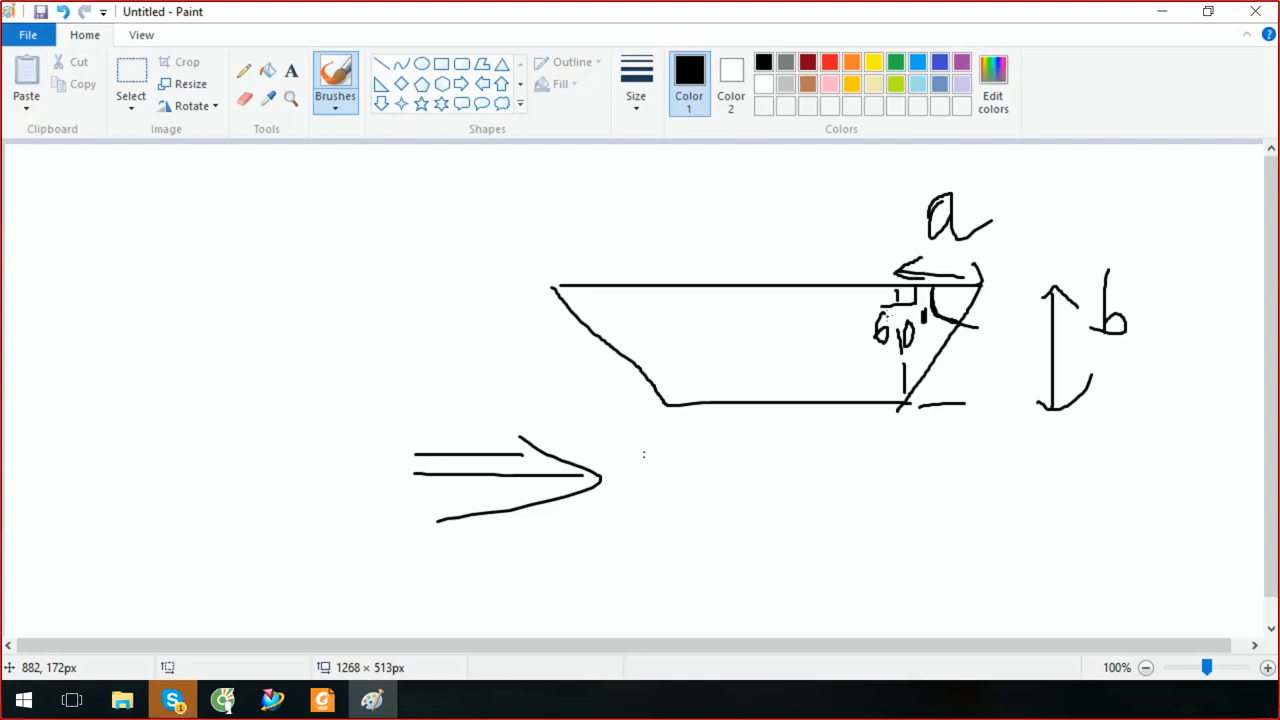 Untitled - Paint
File Home View
Paste Cut Copy
Clipboard
Select Crop Resize Rotate
Image
Tools
Brushes
Shapes
Outline Fill
Size
Color 1 Color 2
Edit colors
Colors
a
b
60
882, 172px 1268 × 513px 100%
1